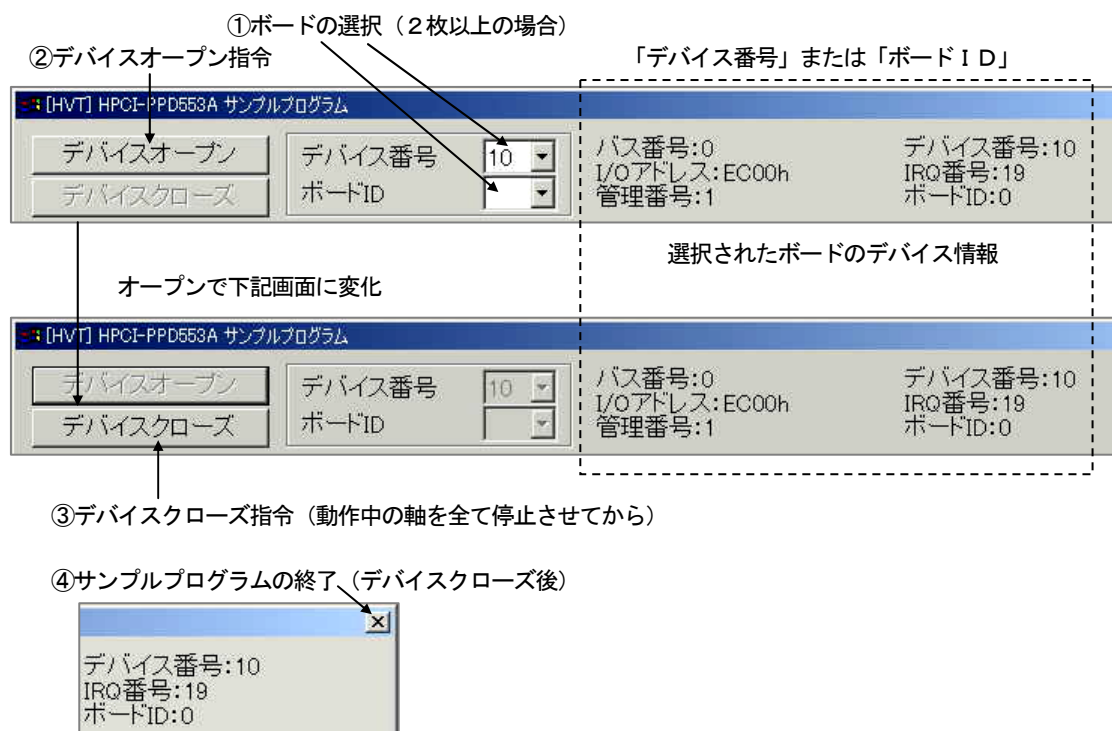 ①ボードの選択（２枚以上の場合）
②デバイスオープン指令
「デバイス番号」または「ボードＩＤ」
[HVT] HPCI-PPD553A サンプルプログラム
デバイスオープン
デバイス番号 10
バス番号:0
デバイス番号:10
I/Oアドレス:EC00h
IRQ番号:19
デバイスクローズ
ボードID
管理番号:1
ボードID:0
選択されたボードのデバイス情報
オープンで下記画面に変化
[HVT] HPCI-PPD553A サンプルプログラム
デバイスオープン
デバイス番号 10
バス番号:0
デバイス番号:10
I/Oアドレス:EC00h
IRQ番号:19
デバイスクローズ
ボードID
管理番号:1
ボードID:0
③デバイスクローズ指令（動作中の軸を全て停止させてから）
④サンプルプログラムの終了（デバイスクローズ後）
デバイス番号:10
IRQ番号:19
ボードID:0